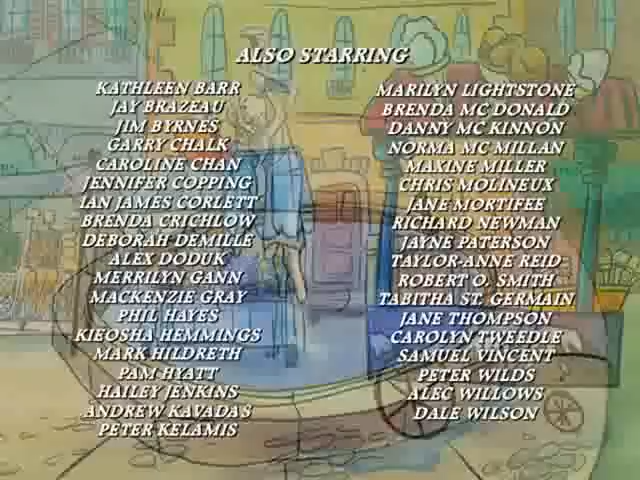 ALSO STARRING
KATHLEEN BARR
JAY BRAZEAU
JIM BYRNES
GARRY CHALK
CAROLINE CHAN
JENNIFER COPPING
IAN JAMES CORLETT
BRENDA CRICHLOW
DEBORAH DEMILLE
ALEX DODUK
MERRILYN GANN
MACKENZIE GRAY
PHIL HAYES
KIEOSHA HEMMINGS
MARK HILDRETH
PAM HYATT
HAILEY JENKINS
ANDREW KAVADAS
PETER KELAMIS
MARILYN LIGHTSTONE
BRENDA MC DONALD
DANNY MC KINNON
NORMA MC MILLAN
MAXINE MILLER
CHRIS MOLINEUX
JANE MORTIFEE
RICHARD NEWMAN
JAYNE PATERSON
TAYLOR-ANNE REID
ROBERT O. SMITH
TABITHA ST. GERMAIN
JANE THOMPSON
CAROLYN TWEEDLE
SAMUEL VINCENT
PETER WILDS
ALEC WILLOWS
DALE WILSON